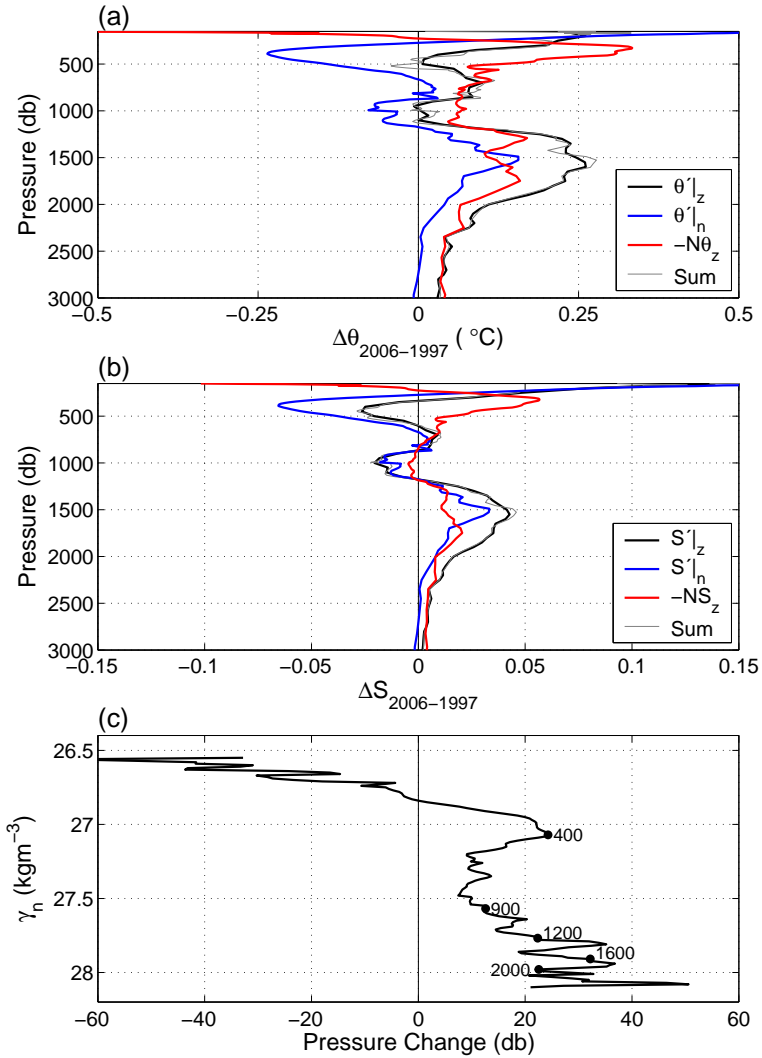 (a)
500
1000
1500
2000
2500
3000
Pressure (db)
−0.5
−0.25
0
0.25
0.5
Δθ2006−1997 ( °C)
θ′|z
θ′|n
−Nθz
Sum
(b)
500
1000
1500
2000
2500
3000
Pressure (db)
−0.15
−0.1
−0.05
0
0.05
0.1
0.15
ΔS2006−1997
S′|z
S′|n
−NSz
Sum
(c)
26.5
27
27.5
28
γn (kgm−3)
400
900
1200
1600
2000
−60
−40
−20
0
20
40
60
Pressure Change (db)